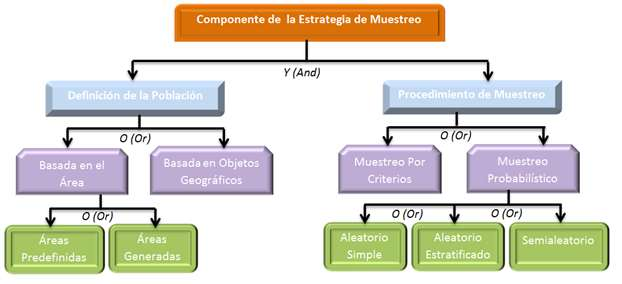 Componente de la Estrategia de Muestreo
Y (And)
Definición de la Población
Procedimiento de Muestreo
O (Or)
O (Or)
Basada en el
Área
Basada en Objetos
Geográficos
Muestreo Por
Criterios
Muestreo
Probabilístico
O (Or)
O (Or)
O (Or)
Áreas
Predefinidas
Áreas
Generadas
Aleatorio
Simple
Aleatorio
Estratificado
Semialeatorio